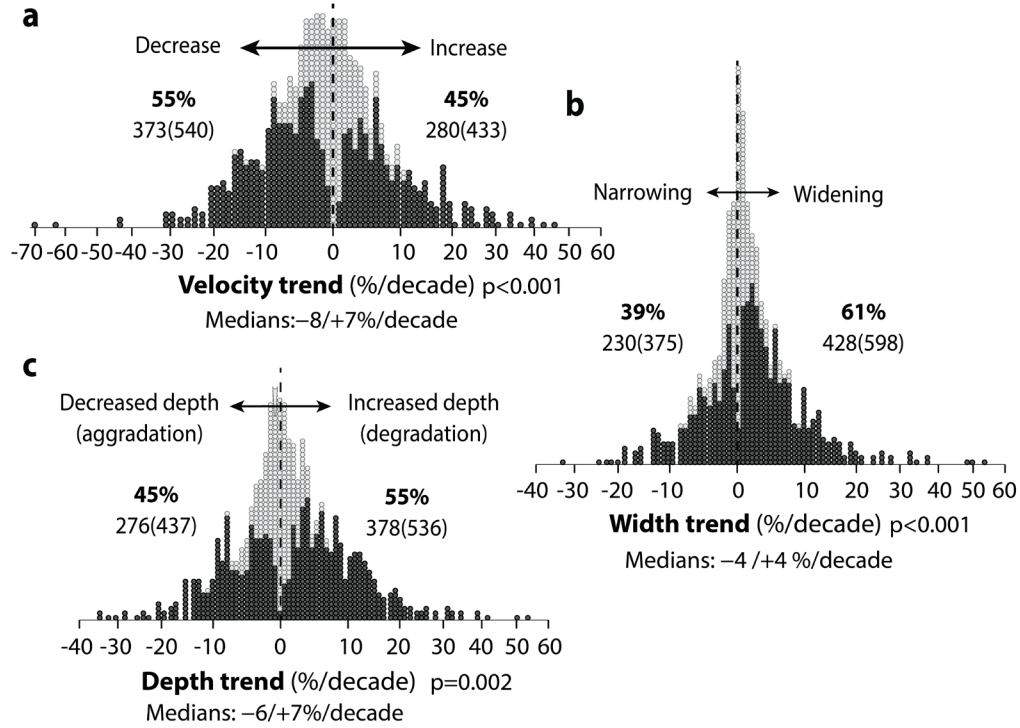 a
Decrease
Increase
55%
373(540)
45%
280(433)
-70 -60 -50 -40 -30 -20 -10 0 10 20 30 40 50 60
Velocity trend (%/decade) p<0.001
Medians:−8/+7%/decade
b
Narrowing
Widening
39%
230(375)
61%
428(598)
-40 -30 -20 -10 0 10 20 30 40 50 60
Width trend (%/decade) p<0.001
Medians: −4 /+4 %/decade
c
Decreased depth
(aggradation)
Increased depth
(degradation)
45%
276(437)
55%
378(536)
-40 -30 -20 -10 0 10 20 30 40 50 60
Depth trend (%/decade) p=0.002
Medians: −6/+7%/decade